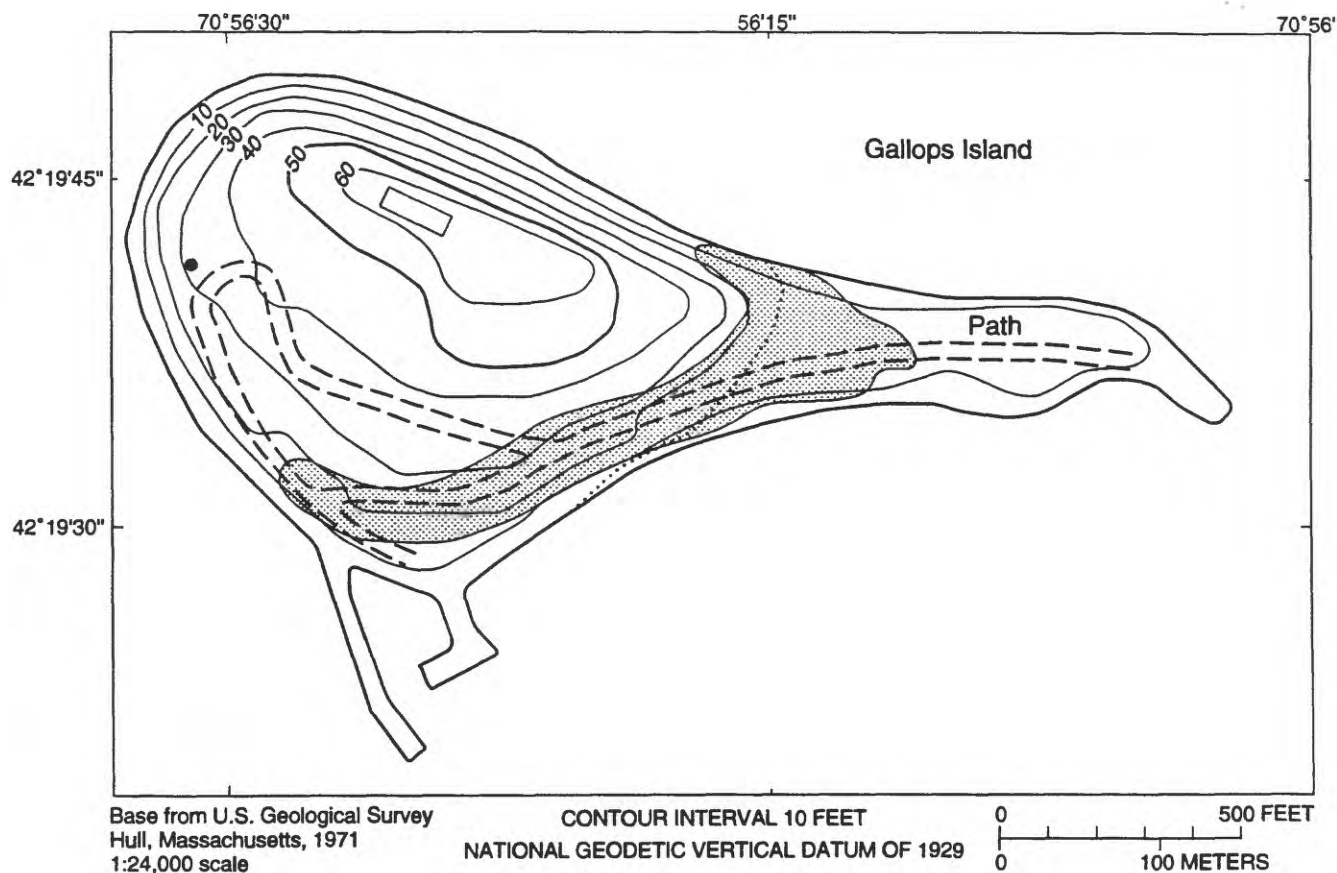 70°56'30" 56'15" 70°56'
Gallops Island
10
20
30
40
50
60
42°19'45"
Path
42°19'30"
Base from U.S. Geological Survey
Hull, Massachusetts, 1971
1:24,000 scale
CONTOUR INTERVAL 10 FEET
NATIONAL GEODETIC VERTICAL DATUM OF 1929
0 500 FEET
0 100 METERS